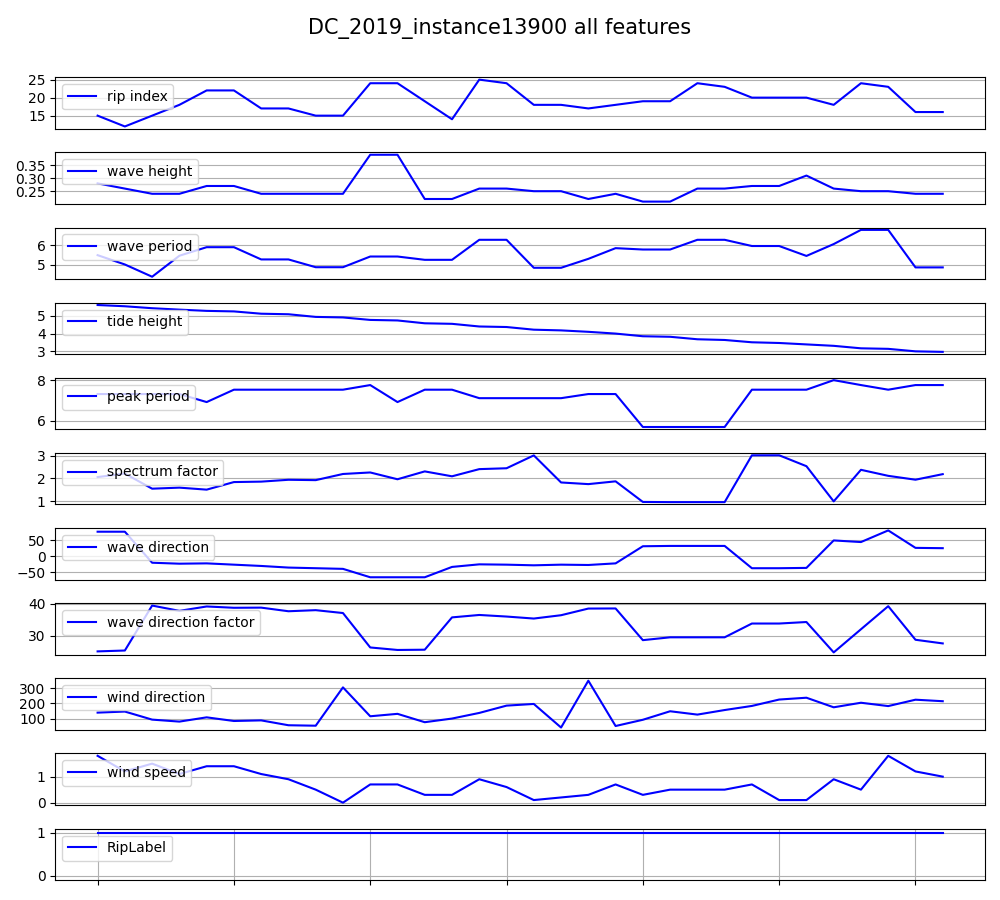 DC_2019_instance13900 all features
25
20
15
rip index
0.35
0.30
0.25
wave height
6
5
wave period
5
4
3
tide height
8
6
peak period
3
2
1
spectrum factor
50
0
−50
wave direction
40
30
wave direction factor
300
200
100
wind direction
1
0
wind speed
1
0
RipLabel